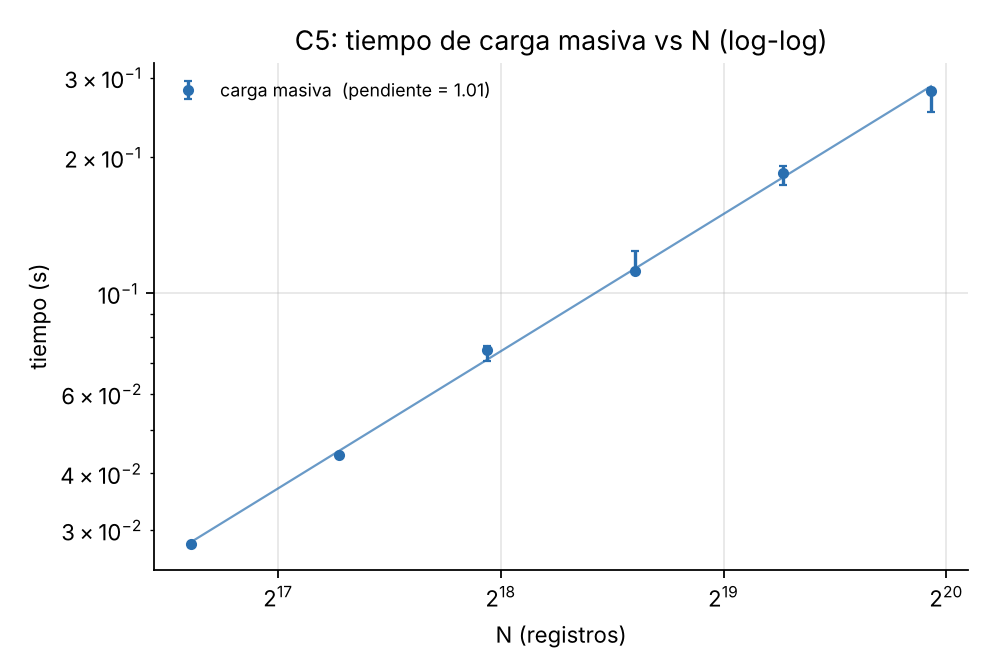 C5: tiempo de carga masiva vs N (log-log)
carga masiva (pendiente = 1.01)
3 × 10⁻¹
2 × 10⁻¹
10⁻¹
6 × 10⁻²
4 × 10⁻²
3 × 10⁻²
tiempo (s)
2¹⁷ 2¹⁸ 2¹⁹ 2²⁰
N (registros)